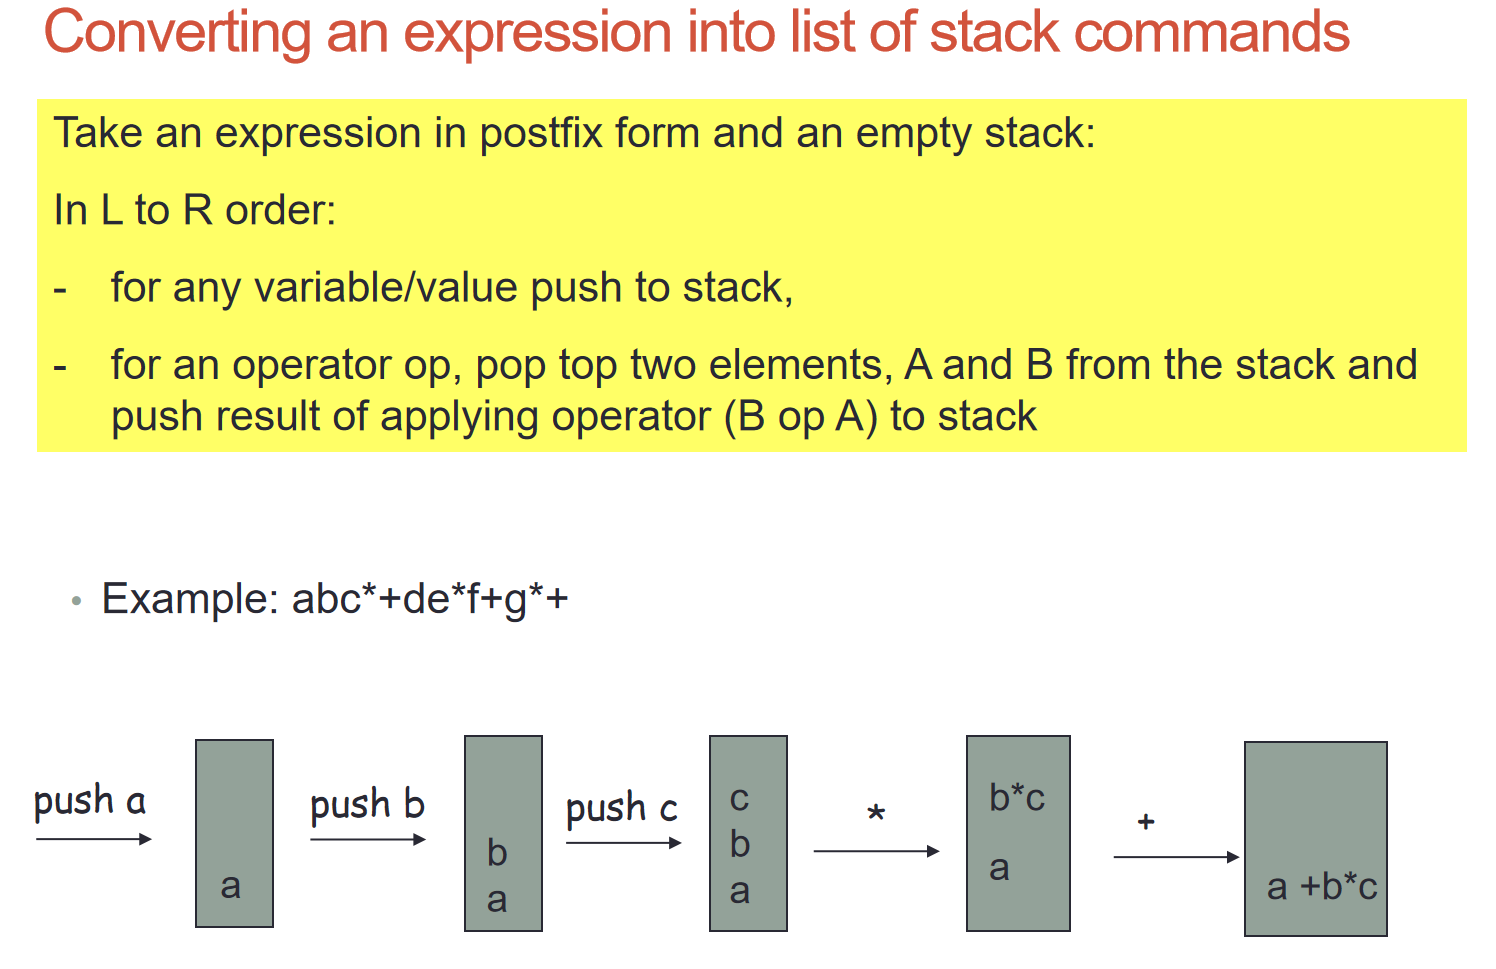 Converting an expression into list of stack commands
Take an expression in postfix form and an empty stack:
In L to R order:
- for any variable/value push to stack,
- for an operator op, pop top two elements, A and B from the stack and
push result of applying operator (B op A) to stack
• Example: abc*+de*f+g*+
push a
a
push b
b
a
push c
c
b
a
*
b*c
a
+
a +b*c